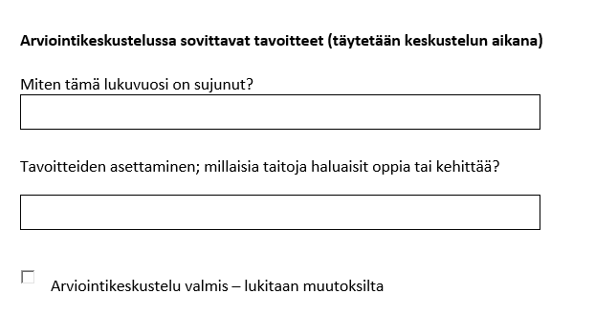 Arviointikeskustelussa sovittavat tavoitteet (täytetään keskustelun aikana)
Miten tämä lukuvuosi on sujunut?
Tavoitteiden asettaminen; millaisia taitoja haluaisit oppia tai kehittää?
Arviointikeskustelu valmis – lukitaan muutoksilta